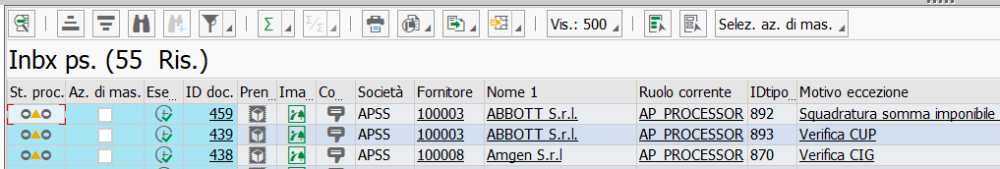 Σ Σ/Σ Vis.: 500 Selez. az. di mas.
Inbx ps. (55 Ris.)
St. proc. Az. di mas. Ese... ID doc. Pren... Ima... Co... Società Fornitore Nome 1 Ruolo corrente IDtipo... Motivo eccezione
459 APSS 100003 ABBOTT S.r.l. AP_PROCESSOR 892 Squadratura somma imponibile
439 APSS 100003 ABBOTT S.r.l. AP_PROCESSOR 893 Verifica CUP
438 APSS 100008 Amgen S.r.l AP_PROCESSOR 870 Verifica CIG